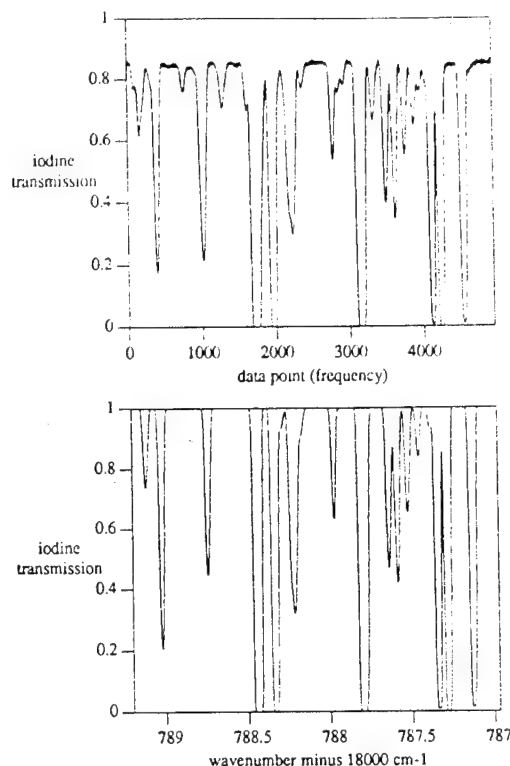 1
0.8
0.6
iodine
transmission
0.4
0.2
0
0 1000 2000 3000 4000
data point (frequency)
1
0.8
0.6
iodine
transmission
0.4
0.2
0
789 788.5 788 787.5 787
wavenumber minus 18000 cm-1